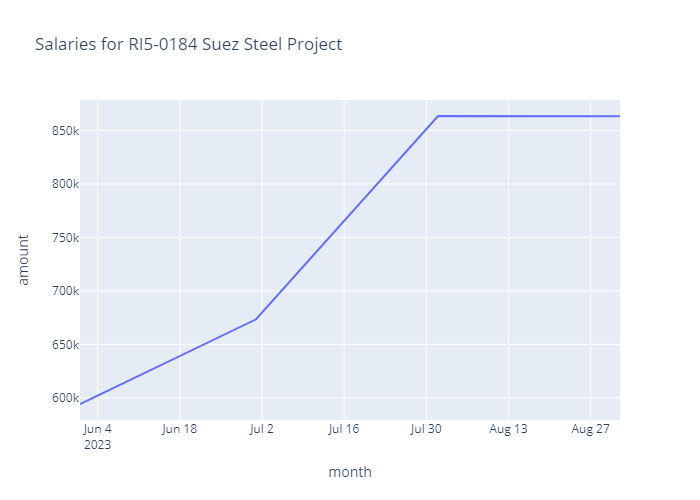 Salaries for RI5-0184 Suez Steel Project
amount
850k
800k
750k
700k
650k
600k
Jun 4
2023
Jun 18
Jul 2
Jul 16
Jul 30
Aug 13
Aug 27
month